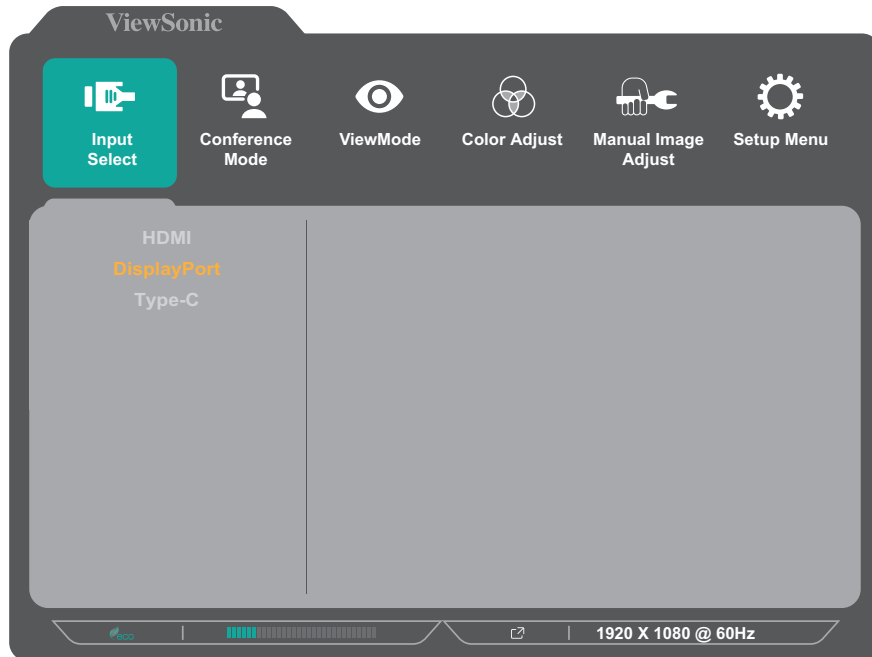 ViewSonic
Input
Select
Conference
Mode
ViewMode
Color Adjust
Manual Image
Adjust
Setup Menu
HDMI
DisplayPort
Type-C
eco
1920 X 1080 @ 60Hz